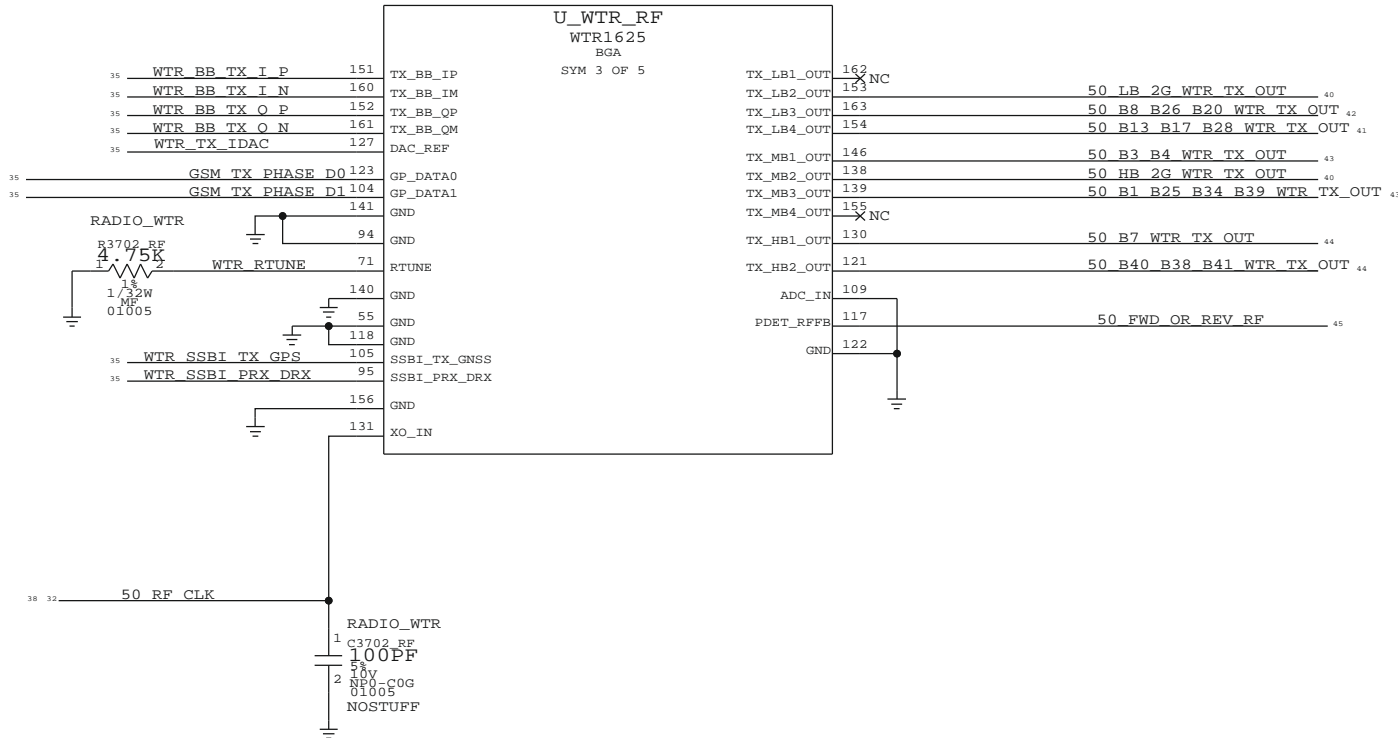 U_WTR_RF
WTR1625
BGA
SYM 3 OF 5
35 WTR_BB_TX_I_P 151 TX_BB_IP
35 WTR_BB_TX_I_N 160 TX_BB_IM
35 WTR_BB_TX_Q_P 152 TX_BB_QP
35 WTR_BB_TX_Q_N 161 TX_BB_QM
35 WTR_TX_IDAC 127 DAC_REF
35 GSM_TX_PHASE_D0 123 GP_DATA0
35 GSM_TX_PHASE_D1 104 GP_DATA1
141 GND
94 GND
RADIO_WTR
R3702_RF
4.75K
1 2 WTR_RTUNE 71 RTUNE
1%
1/32W
MF
01005
140 GND
55 GND
118 GND
35 WTR_SSBI_TX_GPS 105 SSBI_TX_GNSS
35 WTR_SSBI_PRX_DRX 95 SSBI_PRX_DRX
156 GND
131 XO_IN
TX_LB1_OUT 162 NC
TX_LB2_OUT 153 50_LB_2G_WTR_TX_OUT 40
TX_LB3_OUT 163 50_B8_B26_B20_WTR_TX_OUT 42
TX_LB4_OUT 154 50_B13_B17_B28_WTR_TX_OUT 41
TX_MB1_OUT 146 50_B3_B4_WTR_TX_OUT 43
TX_MB2_OUT 138 50_HB_2G_WTR_TX_OUT 40
TX_MB3_OUT 139 50_B1_B25_B34_B39_WTR_TX_OUT 43
TX_MB4_OUT 155 NC
TX_HB1_OUT 130 50_B7_WTR_TX_OUT 44
TX_HB2_OUT 121 50_B40_B38_B41_WTR_TX_OUT 44
ADC_IN 109
PDET_RFFB 117 50_FWD_OR_REV_RF 45
GND 122
38 32 50_RF_CLK
RADIO_WTR
1 C3702_RF
100PF
5%
10V
2 NP0-C0G
01005
NOSTUFF